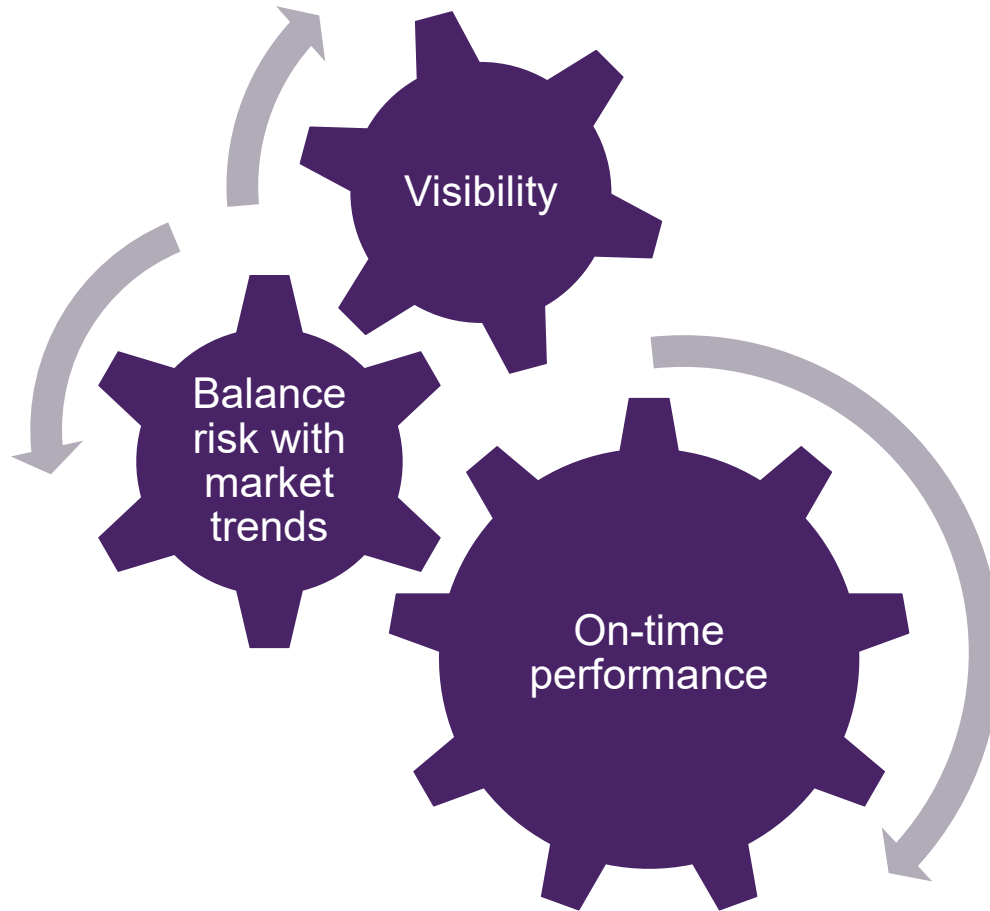 Visibility
Balance
risk with
market
trends
On-time
performance